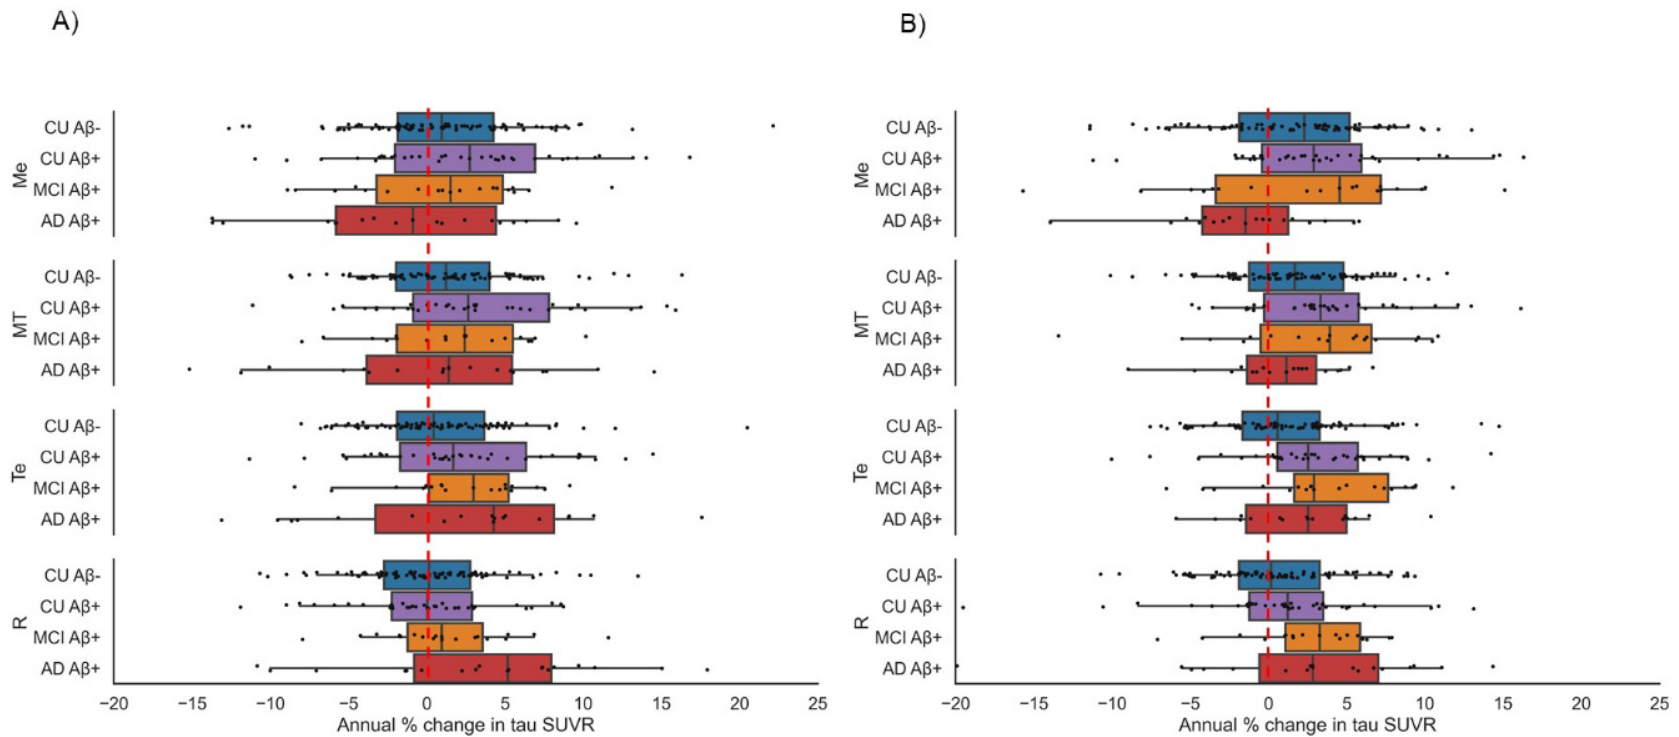 A)
B)
Me
CU Aβ-
CU Aβ+
MCI Aβ+
AD Aβ+
MT
CU Aβ-
CU Aβ+
MCI Aβ+
AD Aβ+
Te
CU Aβ-
CU Aβ+
MCI Aβ+
AD Aβ+
R
CU Aβ-
CU Aβ+
MCI Aβ+
AD Aβ+
−20 −15 −10 −5 0 5 10 15 20 25
Annual % change in tau SUVR
Me
CU Aβ-
CU Aβ+
MCI Aβ+
AD Aβ+
MT
CU Aβ-
CU Aβ+
MCI Aβ+
AD Aβ+
Te
CU Aβ-
CU Aβ+
MCI Aβ+
AD Aβ+
R
CU Aβ-
CU Aβ+
MCI Aβ+
AD Aβ+
−20 −15 −10 −5 0 5 10 15 20 25
Annual % change in tau SUVR